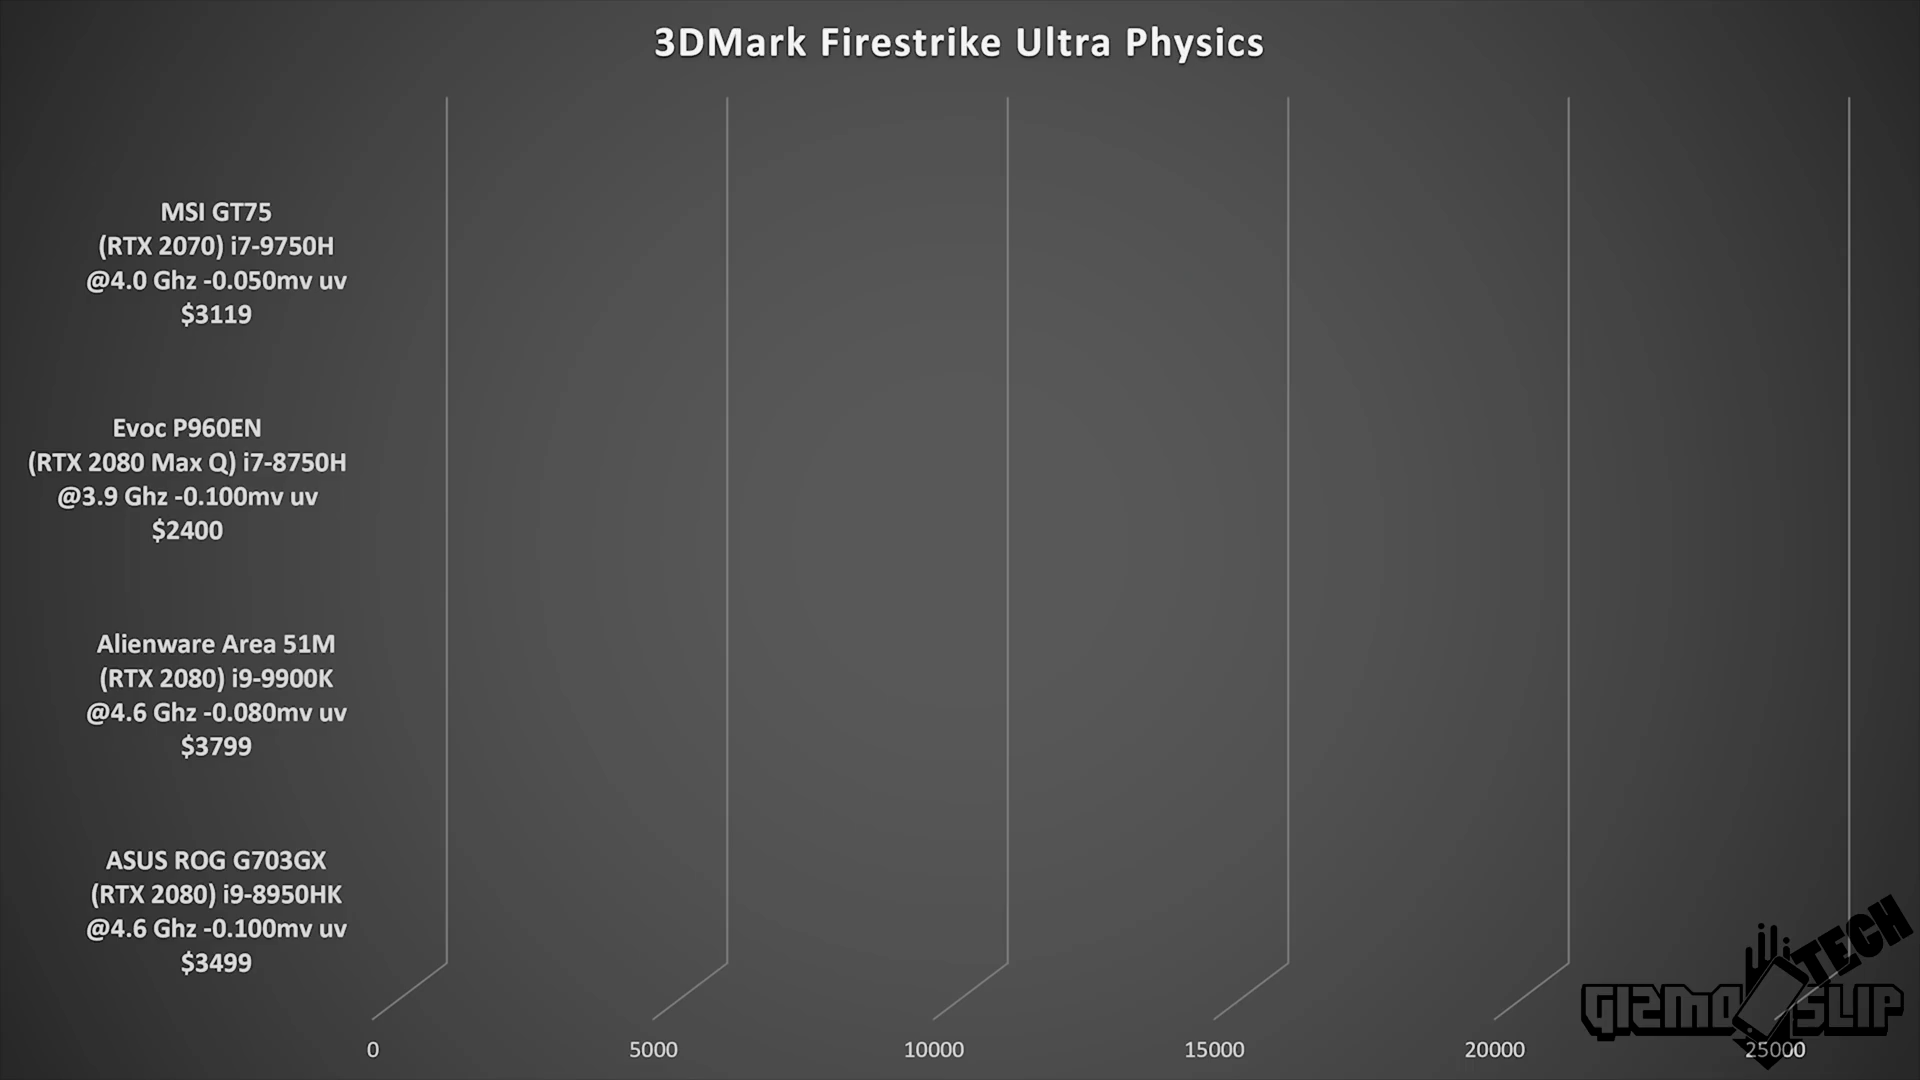 3DMark Firestrike Ultra Physics
MSI GT75
(RTX 2070) i7-9750H
@4.0 Ghz -0.050mv uv
$3119
Evoc P960EN
(RTX 2080 Max Q) i7-8750H
@3.9 Ghz -0.100mv uv
$2400
Alienware Area 51M
(RTX 2080) i9-9900K
@4.6 Ghz -0.080mv uv
$3799
ASUS ROG G703GX
(RTX 2080) i9-8950HK
@4.6 Ghz -0.100mv uv
$3499
0 5000 10000 15000 20000 25000
GIZMO SLIP
TECH